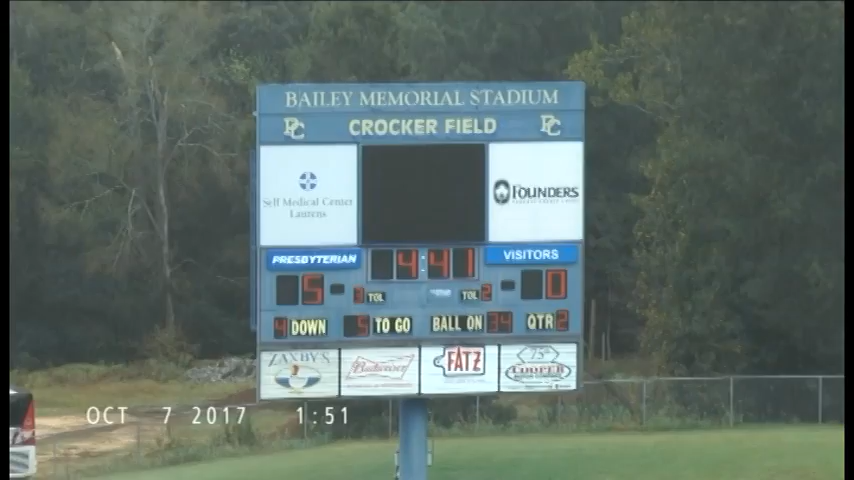 BAILEY MEMORIAL STADIUM
PC CROCKER FIELD PC
Self Medical Center
Laurens
FOUNDERS
PRESBYTERIAN 4:41 VISITORS
5 3 TOL TOL 2 0
4 DOWN 5 TO GO BALL ON 34 QTR 2
ZAXBY'S Budweiser FATZ 75th COOPER
OCT 7 2017 1:51